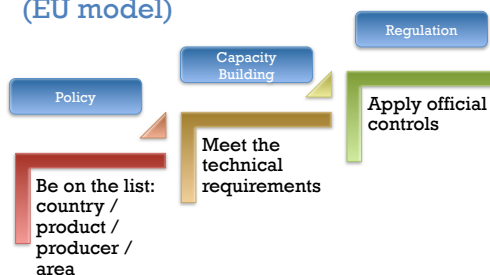 (EU model)
Regulation
Capacity
Building
Policy
Apply official
controls
Meet the
technical
requirements
Be on the list:
country /
product /
producer /
area